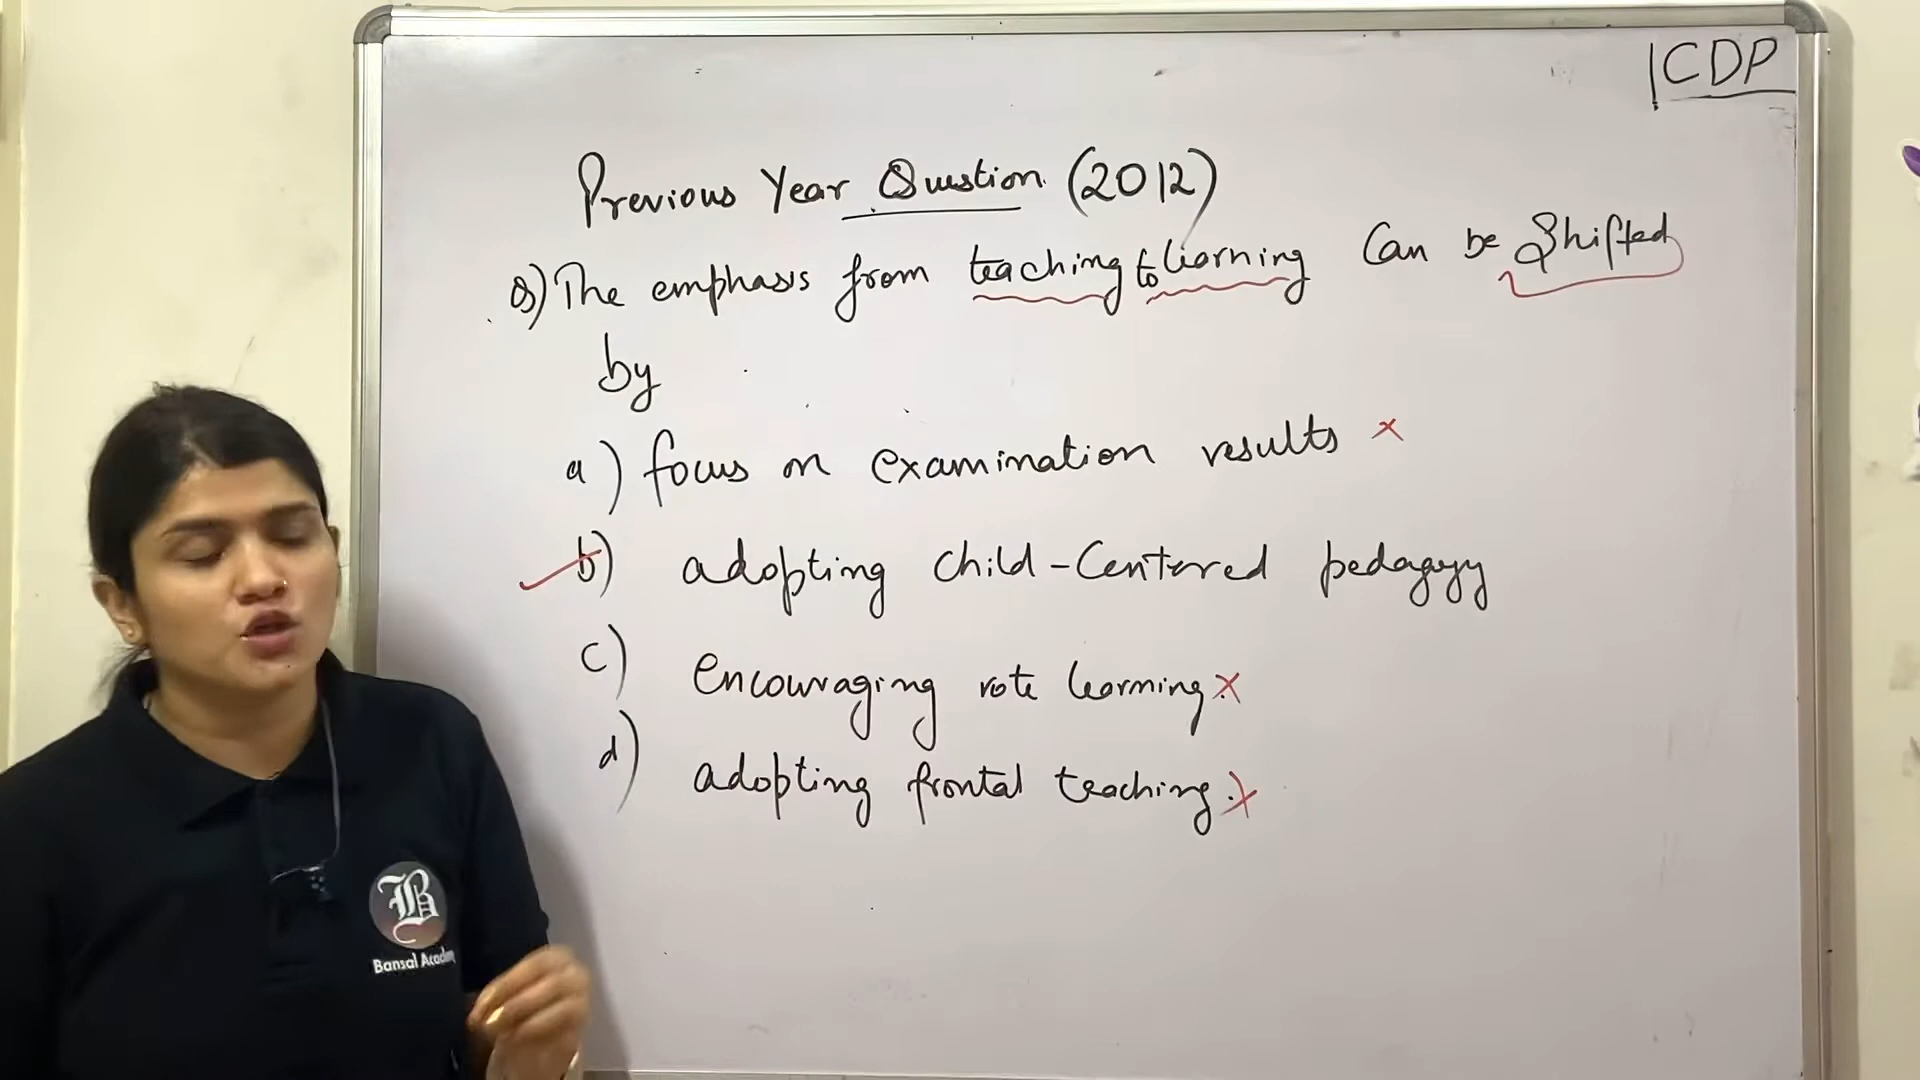 CDP
Previous Year Question (2012)
Q) The emphasis from teaching to learning Can be Shifted
by
a) focus on examination results ×
b) adopting child-Centered pedagogy
c) encouraging rote learning. ×
d) adopting frontal teaching. ×
B
Bansal Academy